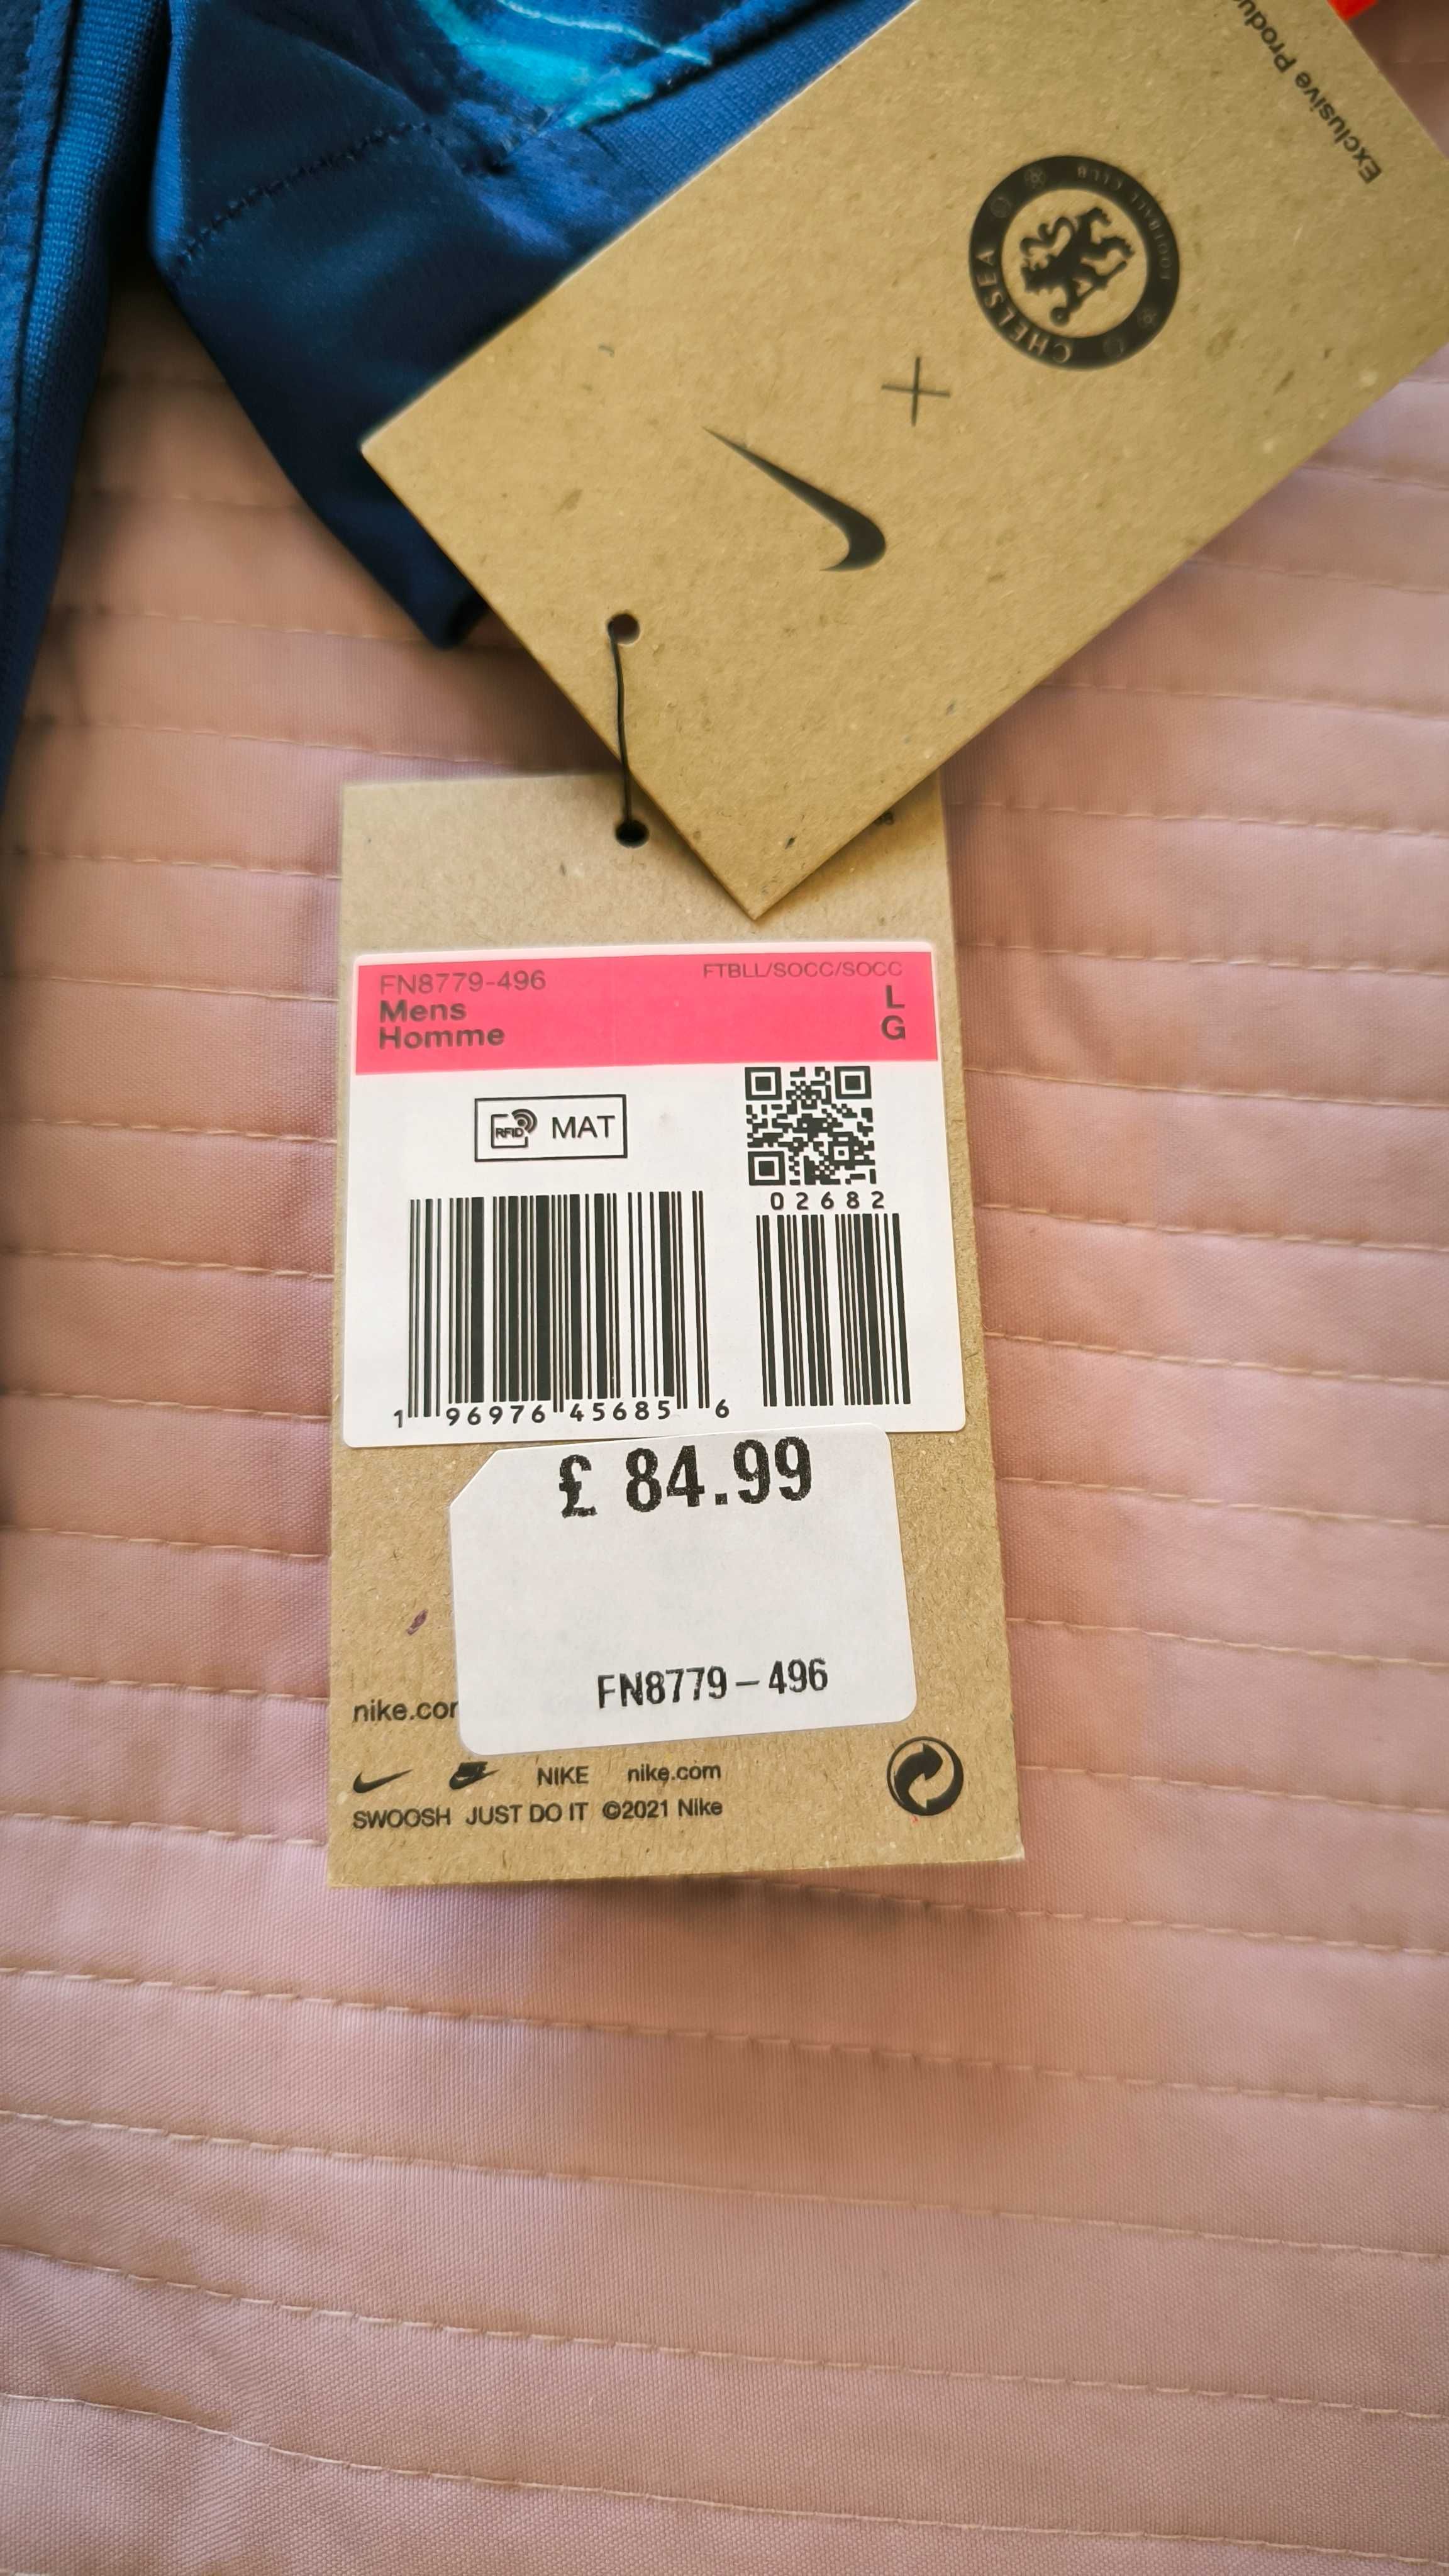 Exclusive Produ
CHELSEA
FOOTBALL CLUB
FN8779-496
FTBLL/SOCC/SOCC
Mens
L
Homme
G
RFID MAT
02682
1 96976 45685 6
£ 84.99
FN8779-496
nike.co
NIKE nike.com
SWOOSH JUST DO IT ©2021 Nike